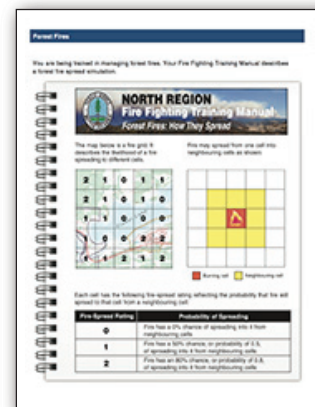 Forest Fires
You are being trained in managing forest fires. Your Fire Fighting Training Manual describes
a forest fire spread simulation.
NORTH REGION
Fire Fighting Training Manual
Forest Fires: How They Spread
The map below is a fire grid. It
describes the likelihood of a fire
spreading to different cells.
Fire may spread from one cell into
neighbouring cells as shown:
2 1 0 1 1
2 1 0 1 0
1 1 0 0
1 0 0 2 2
1 1 2 1 2
Burning cell
Neighbouring cell
Each cell has the following fire-spread rating reflecting the probability that fire will
spread to that cell from a neighbouring cell.
Fire-Spread Rating
Probability of Spreading
0
Fire has a 0% chance of spreading into it from
neighbouring cells
1
Fire has a 50% chance, or probability of 0.5,
of spreading into it from neighbouring cells
2
Fire has an 80% chance, or probability of 0.8,
of spreading into it from neighbouring cells